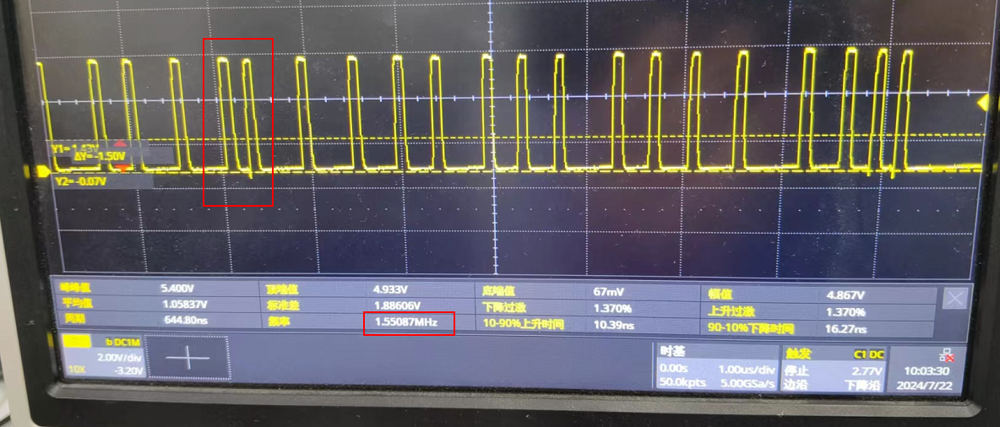 Y1= 1.43V
ΔY= -1.50V
Y2= -0.07V
峰峰值 5.400V 顶端值 4.933V 底端值 67mV 幅值 4.867V
平均值 1.05837V 标准差 1.88606V 下降过激 1.370% 上升过激 1.370%
周期 644.80ns 频率 1.55087MHz 10-90%上升时间 10.39ns 90-10%下降时间 16.27ns
DC1M
2.00V/div
10X -3.20V
时基
0.00s 1.00us/div
50.0kpts 5.00GSa/s
触发 C1 DC
停止 2.77V
边沿 下降沿
10:03:30
2024/7/22